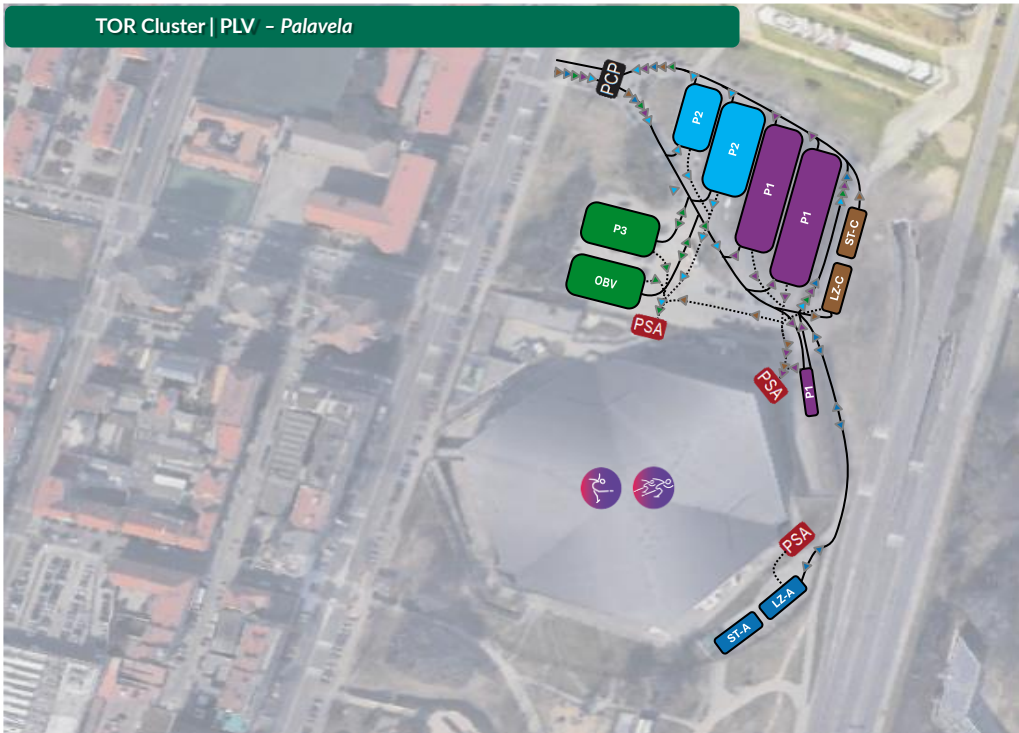 TOR Cluster | PLV – Palavela
PCP
P2
P2
P1
P1
P3
OBV
ST-C
LZ-C
PSA
PSA
P1
PSA
LZ-A
ST-A